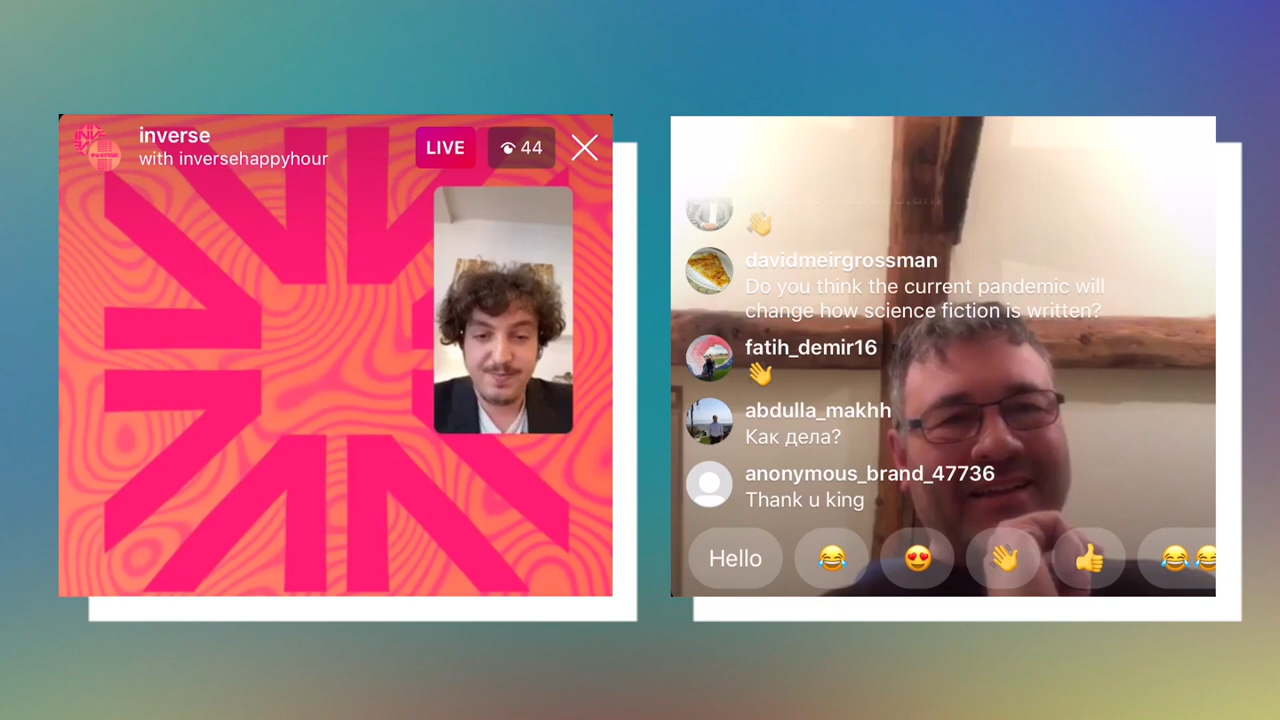 inverse
with inversehappyhour
LIVE
44
davidmeirgrossman
Do you think the current pandemic will
change how science fiction is written?
fatih_demir16
abdulla_makhh
Как дела?
anonymous_brand_47736
Thank u king
Hello